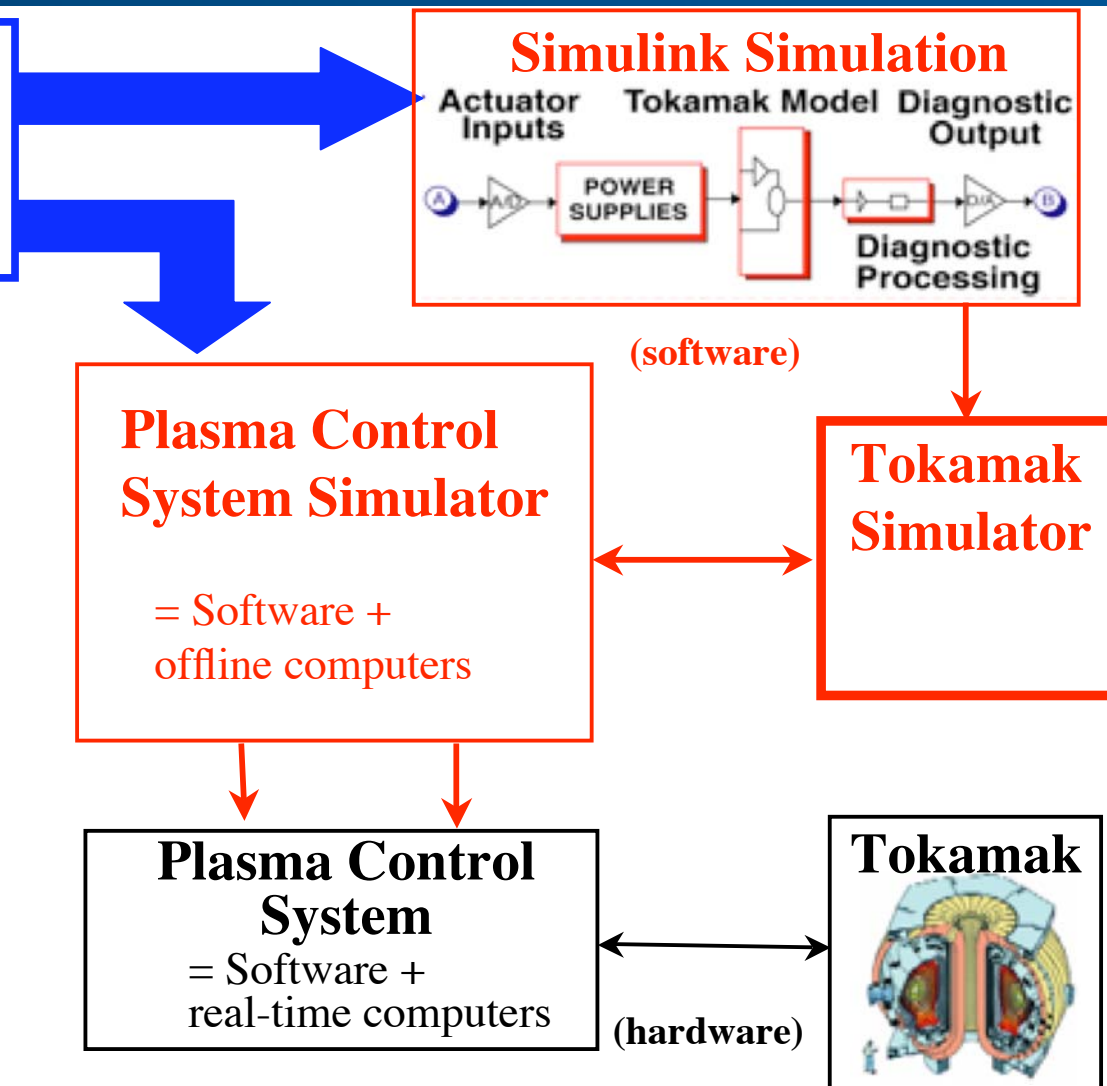 Simulink Simulation
Actuator
Inputs
Tokamak Model
Diagnostic
Output
A
A/D
POWER
SUPPLIES
D/A
B
Diagnostic
Processing
(software)
Plasma Control
System Simulator
= Software +
offline computers
Tokamak
Simulator
Plasma Control
System
= Software +
real-time computers
(hardware)
Tokamak